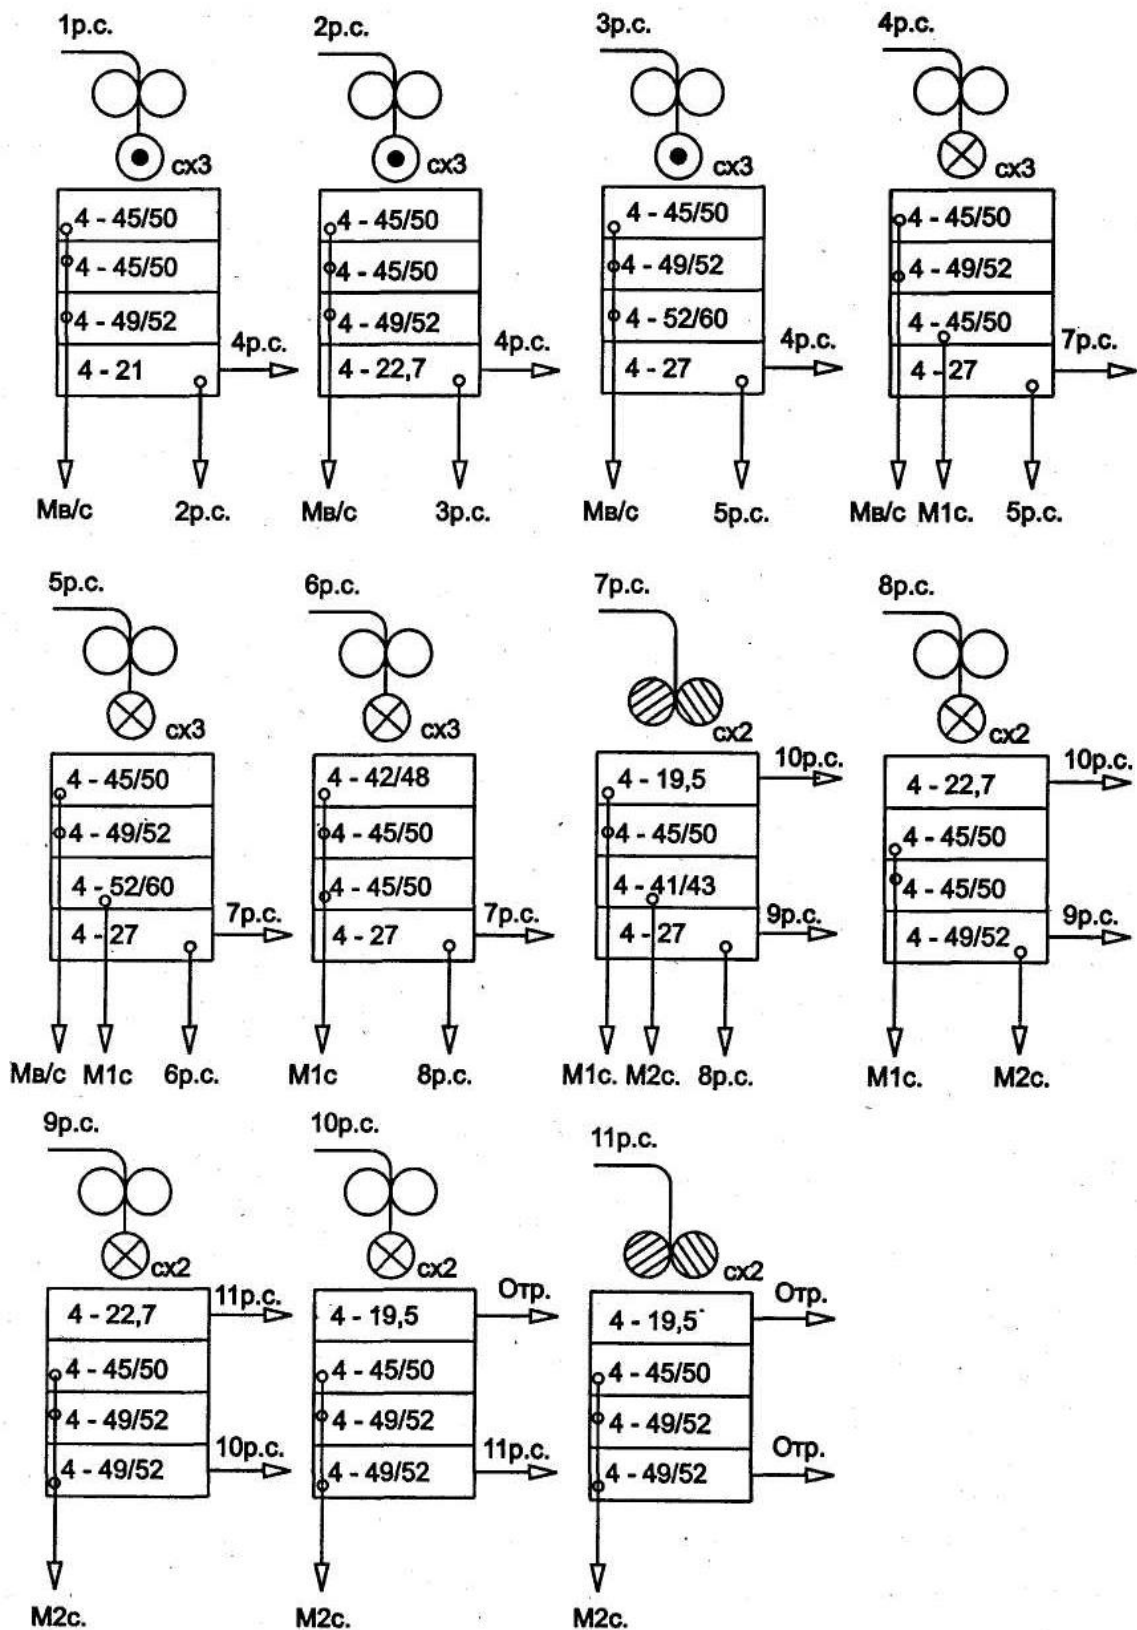 1р.с. 2р.с. 3р.с. 4р.с.
сх3 сх3 сх3 сх3
4 - 45/50 4 - 45/50 4 - 45/50 4 - 45/50
4 - 45/50 4 - 45/50 4 - 49/52 4 - 49/52
4 - 49/52 4 - 49/52 4 - 52/60 4 - 45/50
4р.с. 4р.с. 4р.с. 7р.с.
4 - 21 4 - 22,7 4 - 27 4 - 27
Мв/с 2р.с. Мв/с 3р.с. Мв/с 5р.с. Мв/с М1с. 5р.с.
5р.с. 6р.с. 7р.с. 8р.с.
сх3 сх3 сх2 сх2
10р.с. 10р.с.
4 - 45/50 4 - 42/48 4 - 19,5 4 - 22,7
4 - 49/52 4 - 45/50 4 - 45/50 4 - 45/50
4 - 52/60 4 - 45/50 4 - 41/43 4 - 45/50
7р.с. 7р.с. 9р.с. 9р.с.
4 - 27 4 - 27 4 - 27 4 - 49/52
Мв/с М1с 6р.с. М1с 8р.с. М1с. М2с. 8р.с. М1с. М2с.
9р.с. 10р.с. 11р.с.
сх2 сх2 сх2
11р.с. Отр. Отр.
4 - 22,7 4 - 19,5 4 - 19,5
4 - 45/50 4 - 45/50 4 - 45/50
4 - 49/52 4 - 49/52 4 - 49/52
10р.с. 11р.с. Отр.
4 - 49/52 4 - 49/52 4 - 49/52
М2с. М2с. М2с.